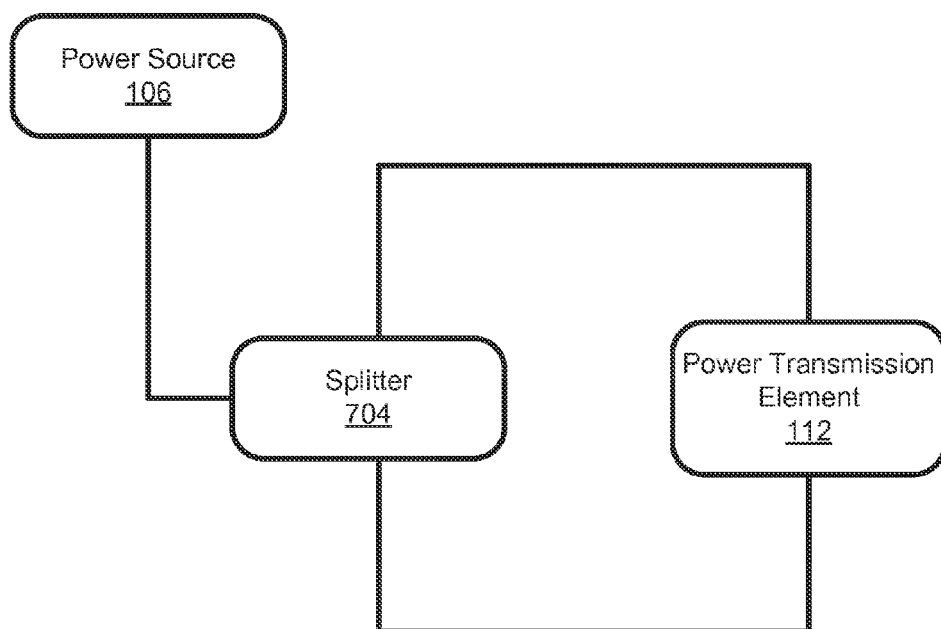 Power Source
106
Splitter
704
Power Transmission
Element
112